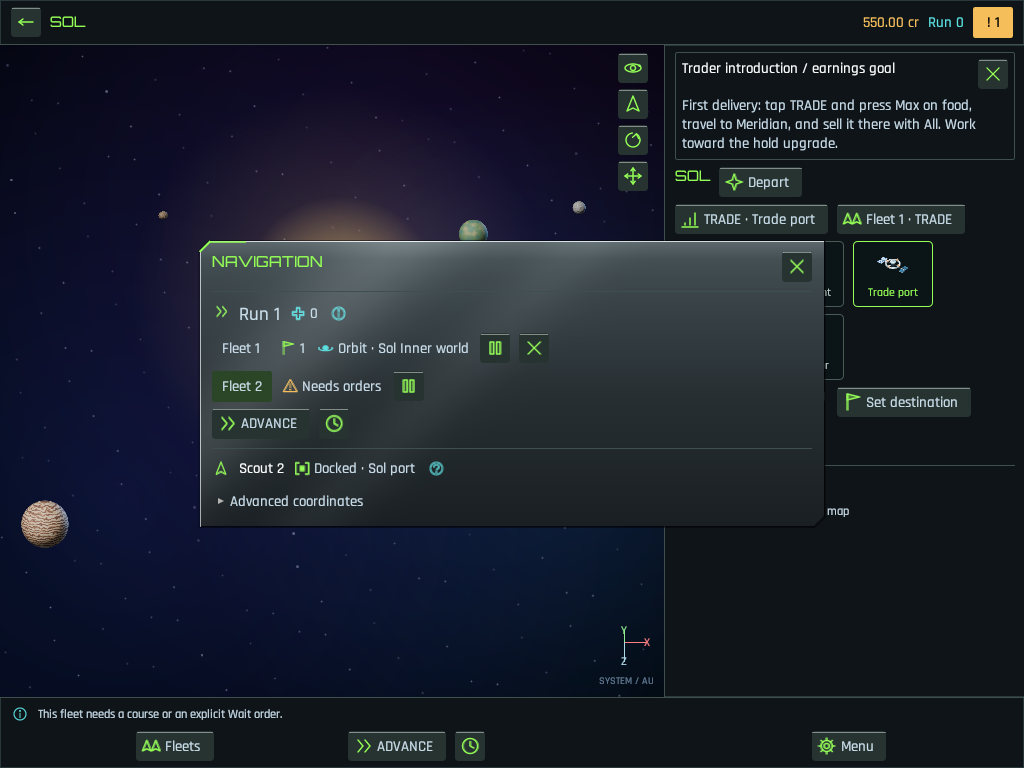 SOL
550.00 cr Run 0 ! 1
Trader introduction / earnings goal
First delivery: tap TRADE and press Max on food,
travel to Meridian, and sell it there with All. Work
toward the hold upgrade.
SOL Depart
TRADE · Trade port Fleet 1 · TRADE
Trade port
Set destination
map
NAVIGATION
Run 1 0
Fleet 1 1 Orbit · Sol Inner world
Fleet 2 Needs orders
ADVANCE
Scout 2 Docked · Sol port
Advanced coordinates
Y
X
Z
SYSTEM / AU
This fleet needs a course or an explicit Wait order.
Fleets ADVANCE Menu